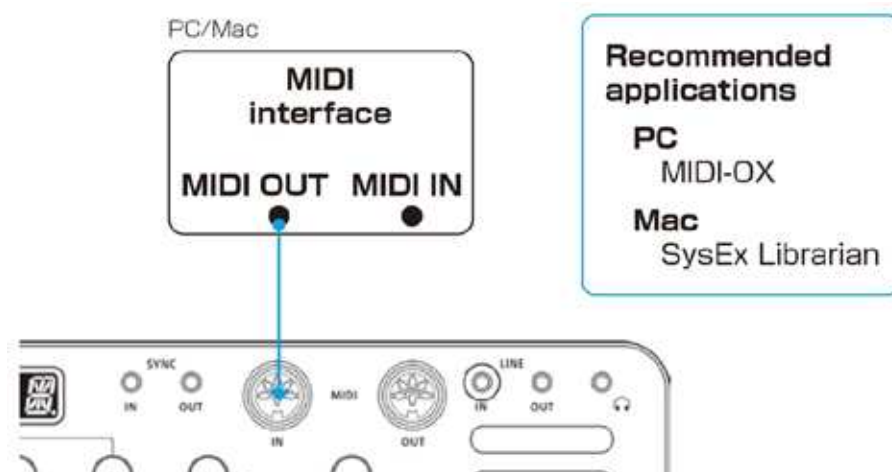 PC/Mac
MIDI
interface
MIDI OUT MIDI IN
Recommended
applications
PC
MIDI-OX
Mac
SysEx Librarian
SYNC
IN
OUT
MIDI
IN
OUT
LINE
IN
OUT